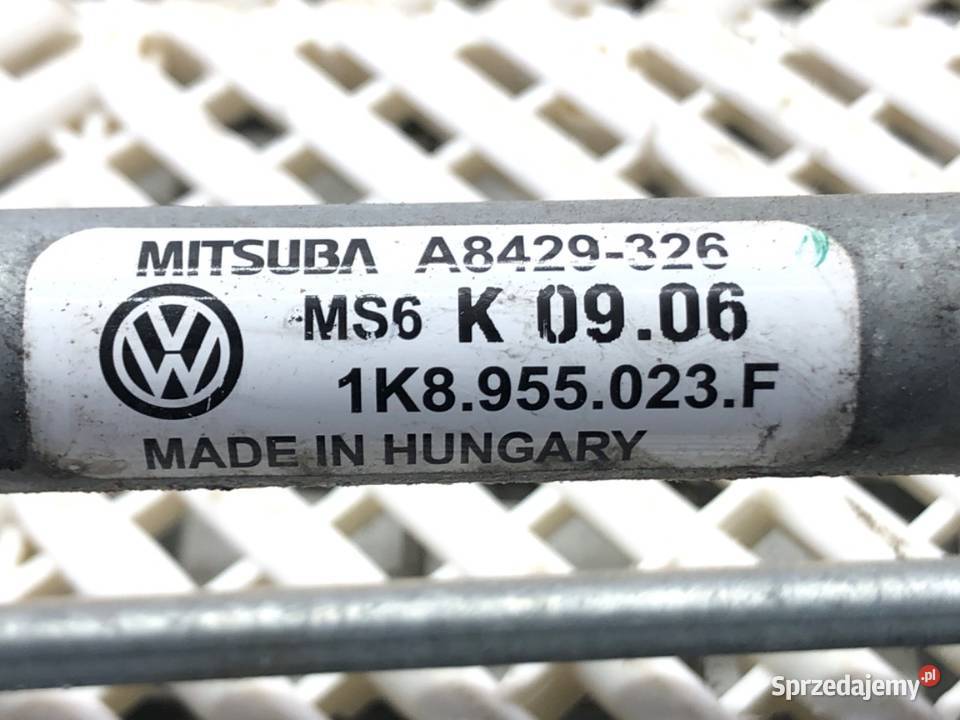 MITSUBA A8429-326
MS6 K 09.06
1K8.955.023.F
MADE IN HUNGARY
Sprzedajemy.pl